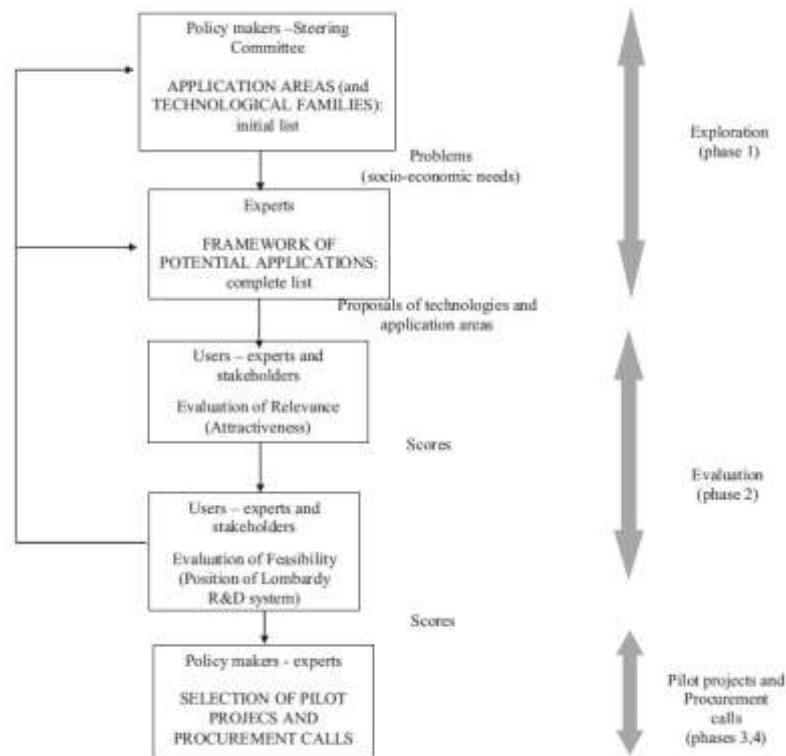 Policy makers –Steering
Committee
APPLICATION AREAS (and
TECHNOLOGICAL FAMILIES):
initial list
Problems
(socio-economic needs)
Exploration
(phase 1)
Experts
FRAMEWORK OF
POTENTIAL APPLICATIONS:
complete list
Proposals of technologies and
application areas
Users – experts and
stakeholders
Evaluation of Relevance
(Attractiveness)
Scores
Evaluation
(phase 2)
Users – experts and
stakeholders
Evaluation of Feasibility
(Position of Lombardy
R&D system)
Scores
Policy makers - experts
SELECTION OF PILOT
PROJECS AND
PROCUREMENT CALLS
Pilot projects and
Procurement
calls
(phases 3,4)